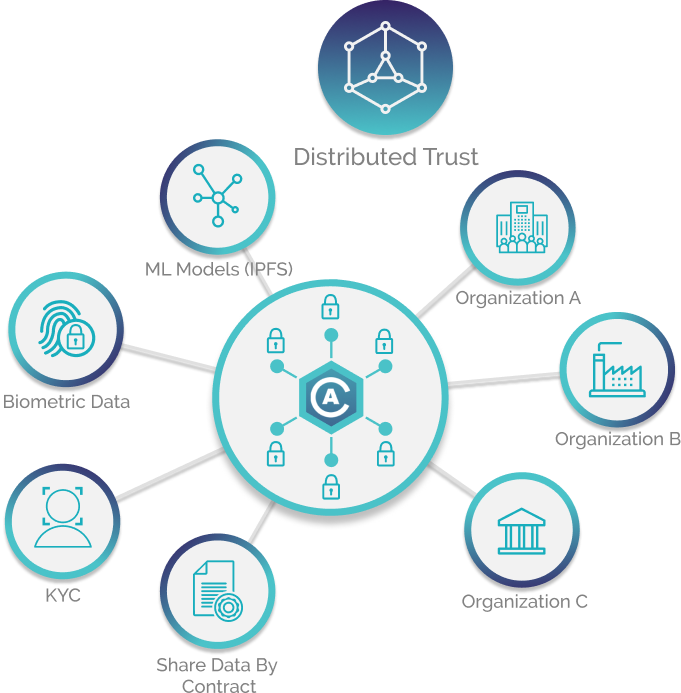 Distributed Trust
ML Models (IPFS)
Organization A
Biometric Data
A
Organization B
KYC
Organization C
Share Data By
Contract